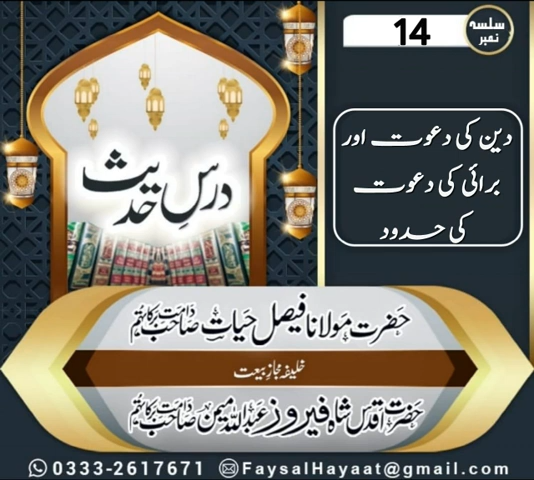 سلسہ نمبر
14
دین کی دعوت اور
برائی کی دعوت
کی حدود
درسِ حدیث
حضرت مولانا فیصل حیات صاحب دامت برکاتہم
خلیفہ مجاز بیعت
حضرت اقدس شاہ فیروز عبداللہ میمن صاحب دامت برکاتہم
0333-2617671 FaysalHayaat@gmail.com